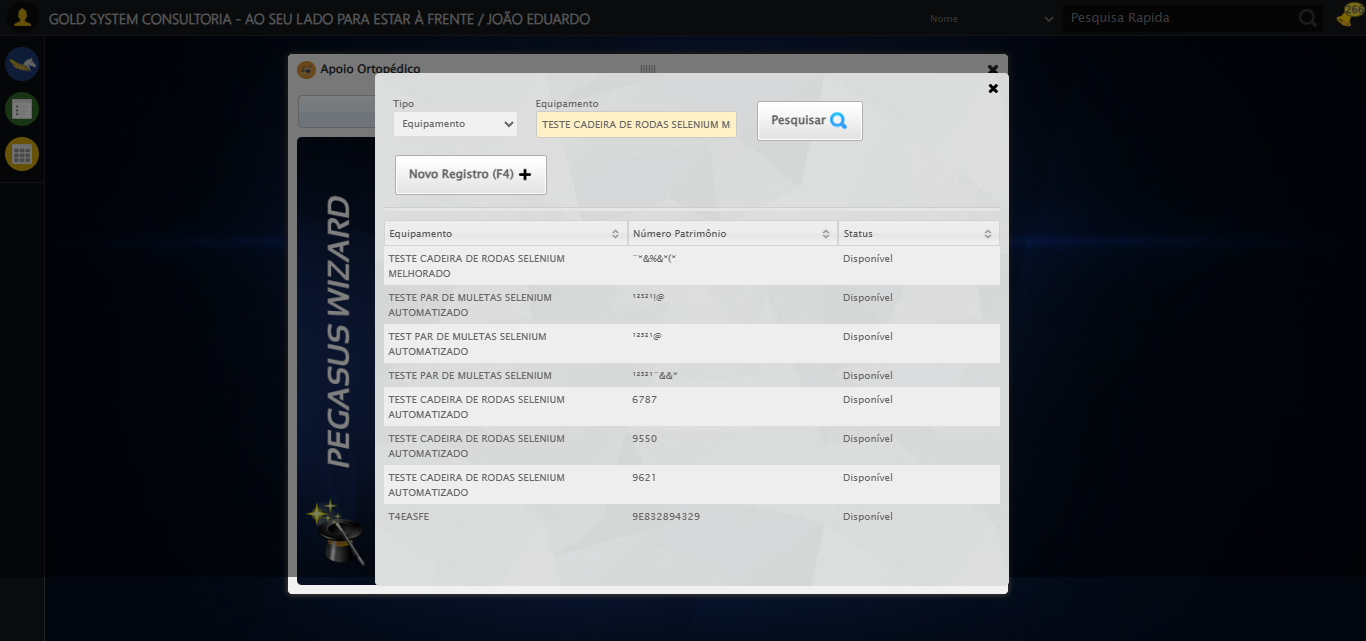 GOLD SYSTEM CONSULTORIA - AO SEU LADO PARA ESTAR À FRENTE / JOÃO EDUARDO
Nome
Pesquisa Rapida
266
Apoio Ortopédico
Tipo
Equipamento
Equipamento
TESTE CADEIRA DE RODAS SELENIUM M
Pesquisar
Novo Registro (F4)
PEGASUS WIZARD
Equipamento Número Patrimônio Status
TESTE CADEIRA DE RODAS SELENIUM ¨*&%&*(* Disponível
MELHORADO
TESTE PAR DE MULETAS SELENIUM ¹²³²¹!@ Disponível
AUTOMATIZADO
TEST PAR DE MULETAS SELENIUM ¹²³²¹@ Disponível
AUTOMATIZADO
TESTE PAR DE MULETAS SELENIUM ¹²³²¹¨&&* Disponível
TESTE CADEIRA DE RODAS SELENIUM 6787 Disponível
AUTOMATIZADO
TESTE CADEIRA DE RODAS SELENIUM 9550 Disponível
AUTOMATIZADO
TESTE CADEIRA DE RODAS SELENIUM 9621 Disponível
AUTOMATIZADO
T4EASFE 9E832894329 Disponível